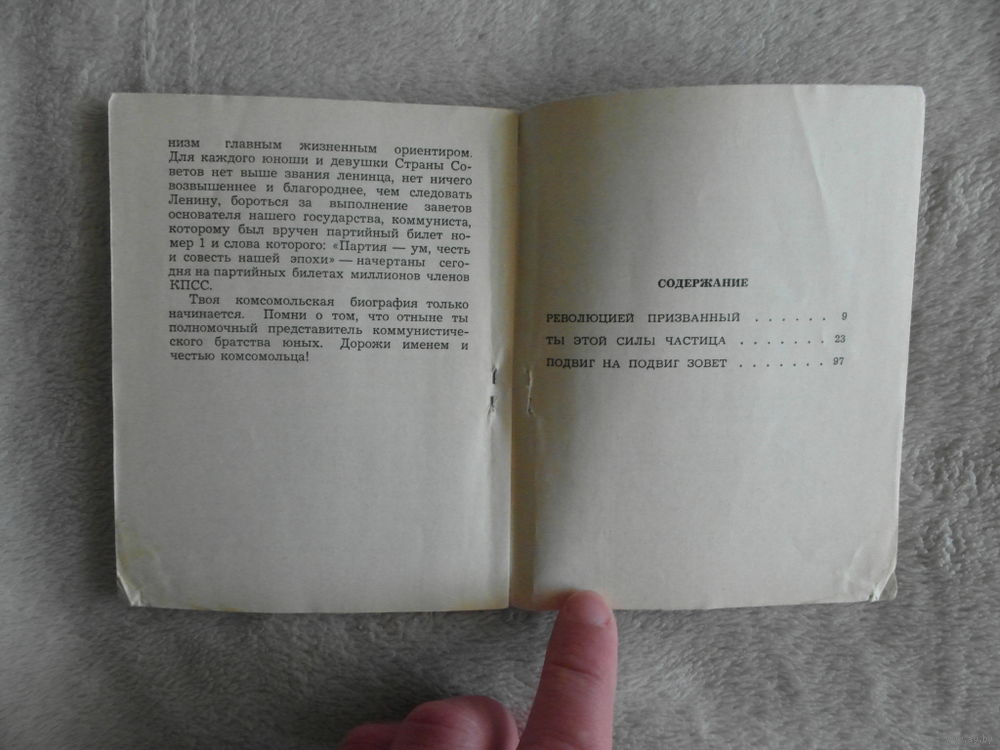 низм главным жизненным ориентиром.
Для каждого юноши и девушки Страны Со-
ветов нет выше звания ленинца, нет ничего
возвышеннее и благороднее, чем следовать
Ленину, бороться за выполнение заветов
основателя нашего государства, коммуниста,
которому был вручен партийный билет но-
мер 1 и слова которого: «Партия — ум, честь
и совесть нашей эпохи» — начертаны сего-
дня на партийных билетах миллионов членов
КПСС.
Твоя комсомольская биография только
начинается. Помни о том, что отныне ты
полномочный представитель коммунистиче-
ского братства юных. Дорожи именем и
честью комсомольца!
СОДЕРЖАНИЕ
РЕВОЛЮЦИЕЙ ПРИЗВАННЫЙ . . . . . . 9
ТЫ ЭТОЙ СИЛЫ ЧАСТИЦА . . . . . . . . 23
ПОДВИГ НА ПОДВИГ ЗОВЕТ . . . . . . . 97